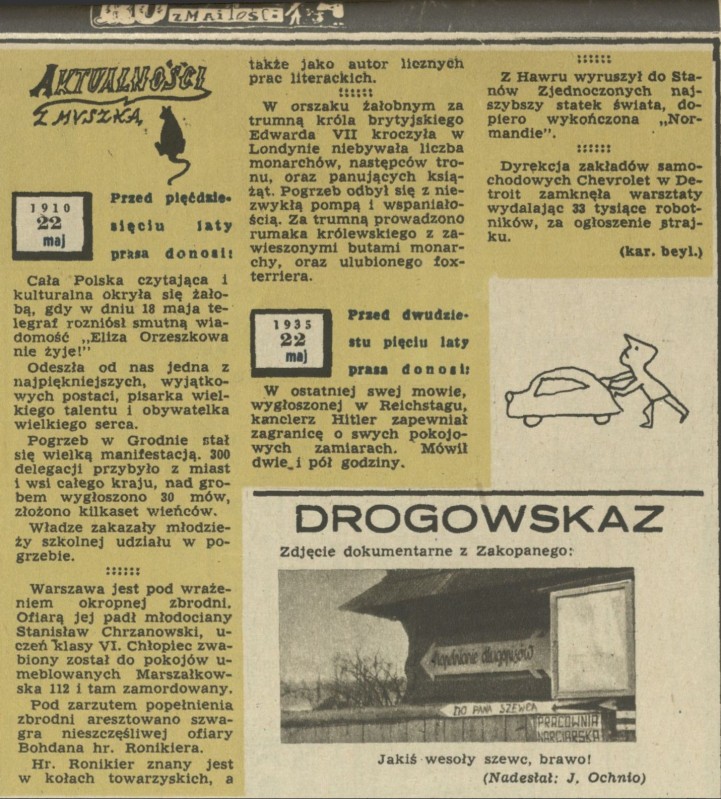 z MAiłOŚCi
AKTUALNOŚCI
Z MYSZKĄ
1910
22
maj
Przed pięćdzie-
sięciu laty
prasa donosi:
Cała Polska czytająca i
kulturalna okryła się żało-
bą, gdy w dniu 18 maja te-
legraf rozniósł smutną wia-
domość „Eliza Orzeszkowa
nie żyje!"
Odeszła od nas jedna z
najpiękniejszych, wyjątko-
wych postaci, pisarka wiel-
kiego talentu i obywatelka
wielkiego serca.
Pogrzeb w Grodnie stał
się wielką manifestacją. 300
delegacji przybyło z miast
i wsi całego kraju, nad gro-
bem wygłoszono 30 mów,
złożono kilkaset wieńców.
Władze zakazały młodzie-
ży szkolnej udziału w po-
grzebie.
::::::
Warszawa jest pod wraże-
niem okropnej zbrodni.
Ofiarą jej padł młodociany
Stanisław Chrzanowski, u-
czeń klasy VI. Chłopiec zwa-
biony został do pokojów u-
meblowanych Marszałkow-
ska 112 i tam zamordowany.
Pod zarzutem popełnienia
zbrodni aresztowano szwa-
gra nieszczęśliwej ofiary
Bohdana hr. Ronikiera.
Hr. Ronikier znany jest
w kołach towarzyskich, a
także jako autor licznych
prac literackich.
::::::
W orszaku żałobnym za
trumną króla brytyjskiego
Edwarda VII kroczyła w
Londynie niebywała liczba
monarchów, następców tro-
nu, oraz panujących ksią-
żąt. Pogrzeb odbył się z nie-
zwykłą pompą i wspaniało-
ścią. Za trumną prowadzono
rumaka królewskiego z za-
wieszonymi butami monar-
chy, oraz ulubionego fox-
terriera.
1935
22
maj
Przed dwudzie-
stu pięciu laty
prasa donosi:
W ostatniej swej mowie,
wygłoszonej w Reichstagu,
kanclerz Hitler zapewniał
zagranicę o swych pokojo-
wych zamiarach. Mówił
dwie i pół godziny.
::::::
Z Hawru wyruszył do Sta-
nów Zjednoczonych naj-
szybszy statek świata, do-
piero wykończona „Nor-
mandie".
::::::
Dyrekcja zakładów samo-
chodowych Chevrolet w De-
troit zamknęła warsztaty
wydalając 33 tysiące robot-
ników, za ogłoszenie straj-
ku.
(kar. beyl.)
DROGOWSKAZ
Zdjęcie dokumentarne z Zakopanego:
napełnianie długopisów
DO PANA SZEWCA
PRACOWNIA
NARCIARSKA
Jakiś wesoły szewc, brawo!
(Nadesłał: J. Ochnio)